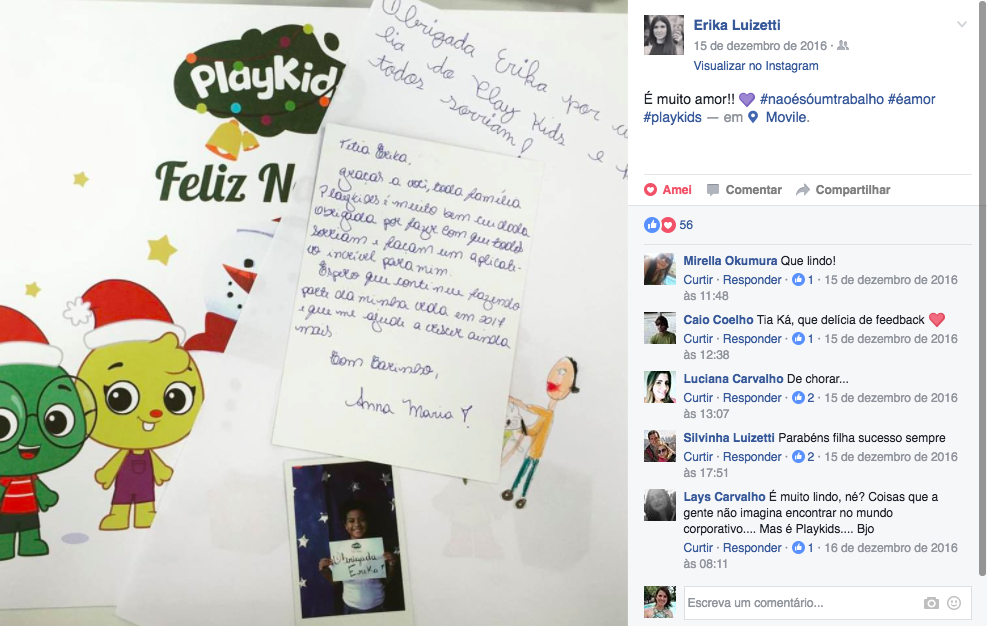 PlayKid
Feliz N
Obrigada Erika por c
lia do Play Kids e
todos sorriam!
Titia Erika,
graças a você, toda família
Playkids é muito bem cuidada
Obrigada por fazer com que todos
sorriam e façam um aplicati-
vo incrível para mim.
Espero que continue fazendo
parte da minha vida em 2017
e que me ajude a crescer ainda
mais
Com Carinho,
Anna Maria
Obrigada
Erika!
Erika Luizetti
15 de dezembro de 2016 ·
Visualizar no Instagram
É muito amor!! 💜 #naoésóumtrabalho #éamor
#playkids — em Movile.
Amei Comentar Compartilhar
56
Mirella Okumura Que lindo!
Curtir · Responder · 1 · 15 de dezembro de 2016
às 11:48
Caio Coelho Tia Ká, que delícia de feedback ❤
Curtir · Responder · 1 · 15 de dezembro de 2016
às 12:38
Luciana Carvalho De chorar...
Curtir · Responder · 2 · 15 de dezembro de 2016
às 13:07
Silvinha Luizetti Parabéns filha sucesso sempre
Curtir · Responder · 2 · 15 de dezembro de 2016
às 17:51
Lays Carvalho É muito lindo, né? Coisas que a
gente não imagina encontrar no mundo
corporativo.... Mas é Playkids.... Bjo
Curtir · Responder · 1 · 16 de dezembro de 2016
às 08:11
Escreva um comentário...